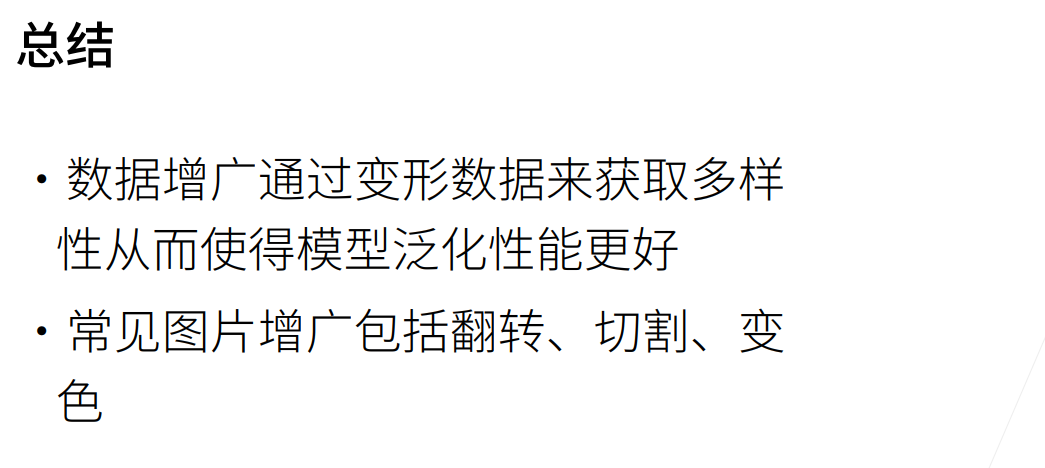 总结
• 数据增广通过变形数据来获取多样
性从而使得模型泛化性能更好
• 常见图片增广包括翻转、切割、变
色